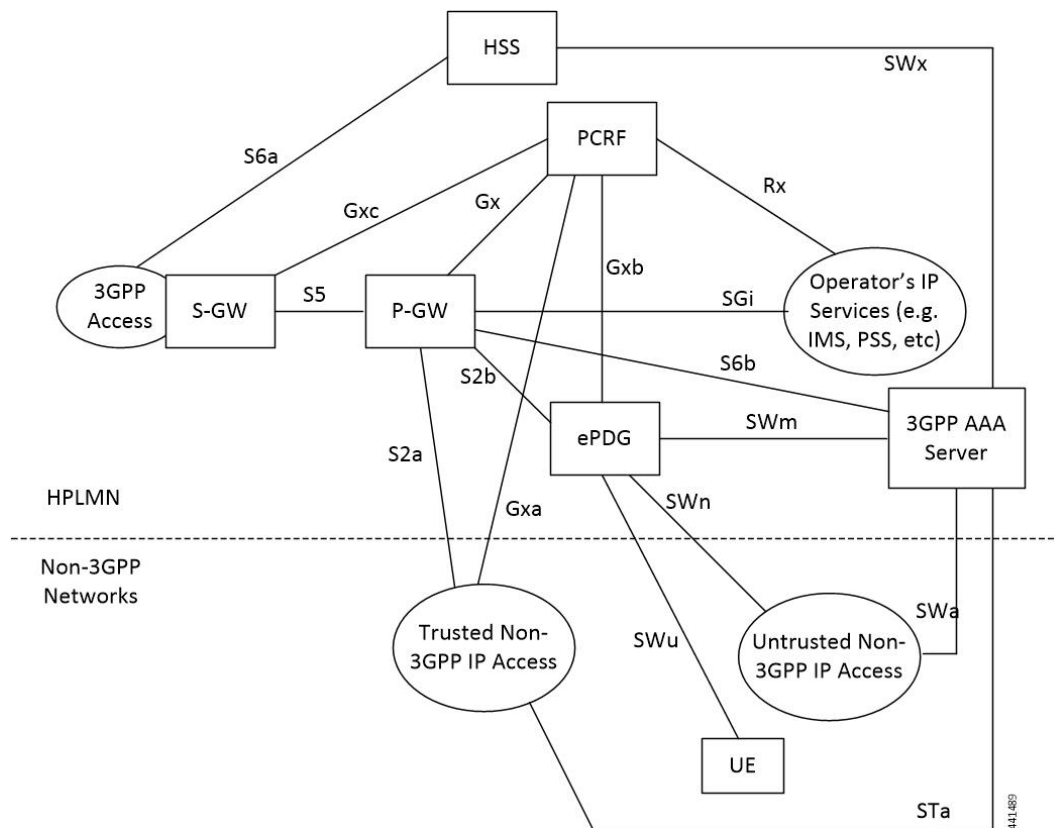 HSS
SWx
PCRF
S6a
Rx
Gx
Gxc
Gxb
3GPP
Access
S-GW
S5
P-GW
SGi
Operator's IP
Services (e.g.
IMS, PSS, etc)
S6b
S2b
ePDG
SWm
3GPP AAA
Server
S2a
HPLMN
Gxa
SWn
Non-3GPP
Networks
SWa
Trusted Non-
3GPP IP Access
SWu
Untrusted Non-
3GPP IP Access
UE
STa
441489